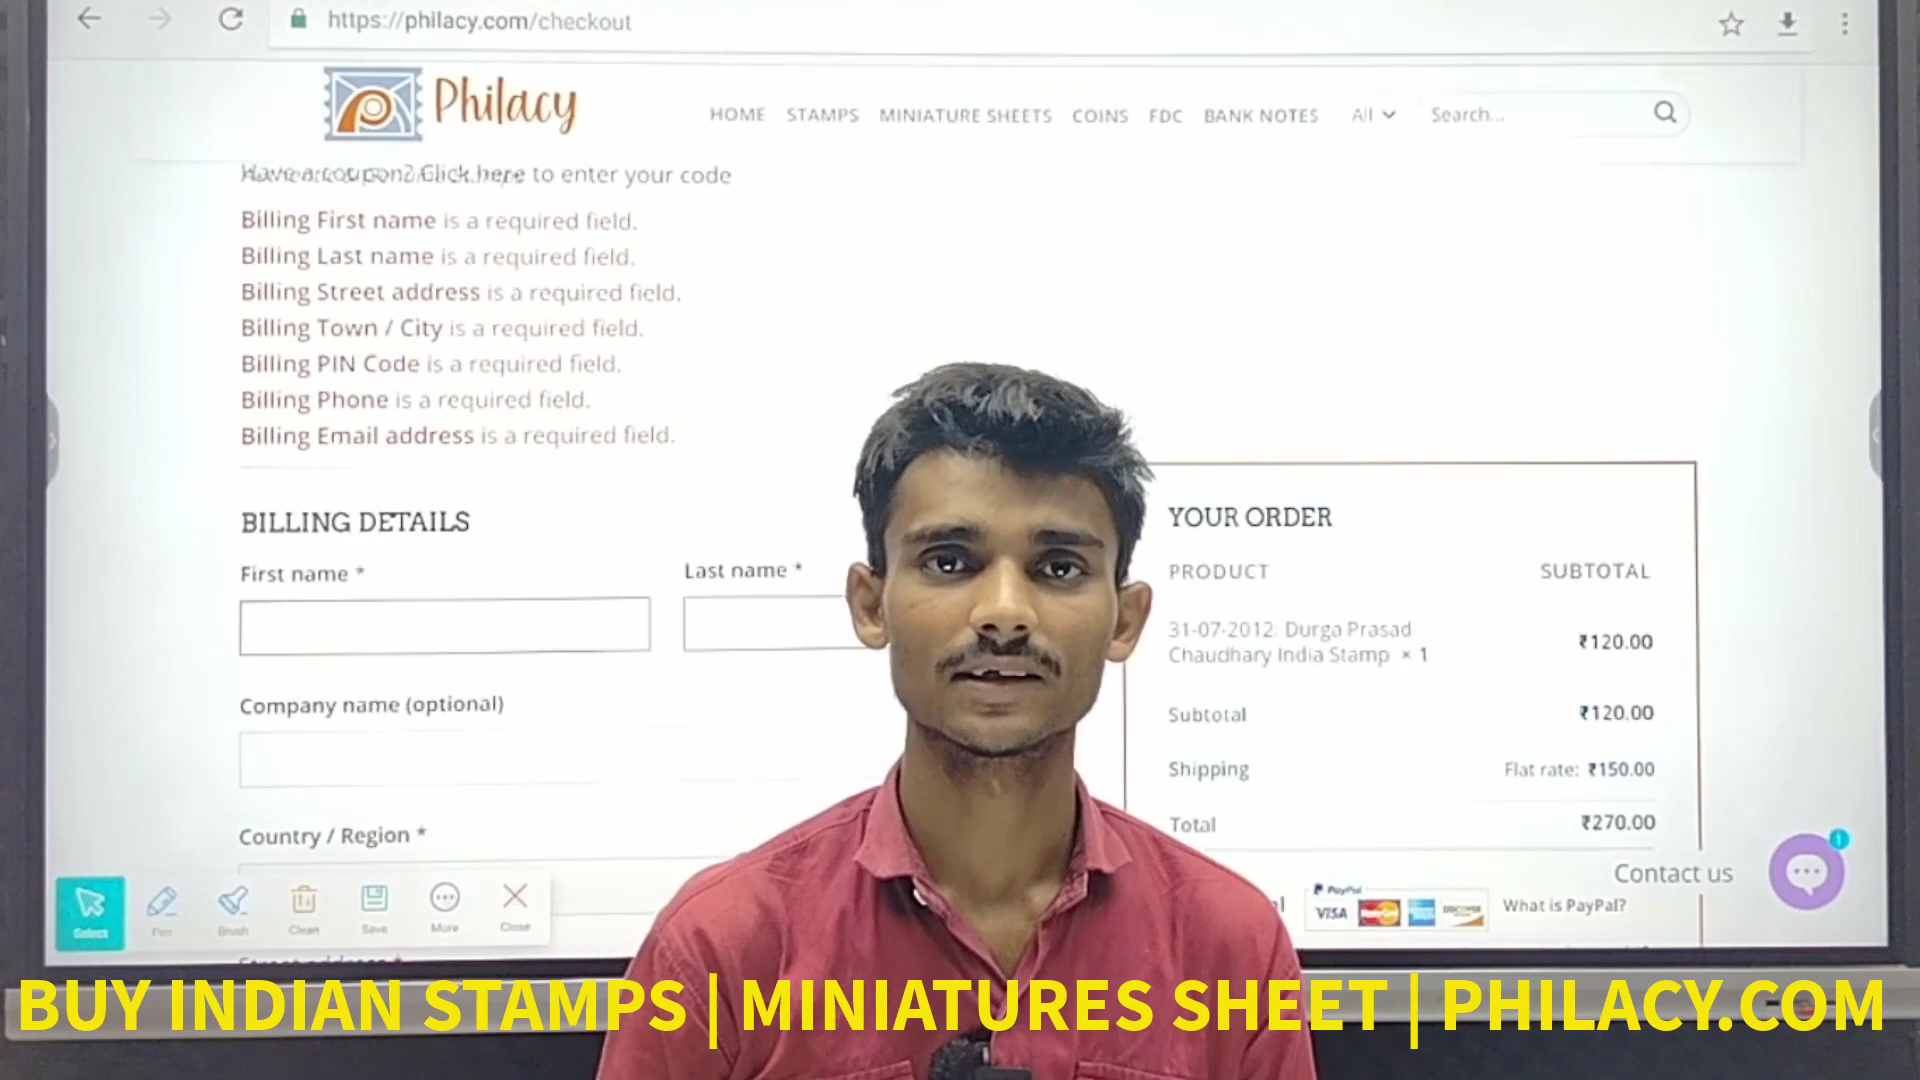 https://philacy.com/checkout
Philacy
HOME STAMPS MINIATURE SHEETS COINS FDC BANK NOTES All Search...
Have a coupon? Click here to enter your code
Billing First name is a required field.
Billing Last name is a required field.
Billing Street address is a required field.
Billing Town / City is a required field.
Billing PIN Code is a required field.
Billing Phone is a required field.
Billing Email address is a required field.
BILLING DETAILS
First name *
Last name *
Company name (optional)
Country / Region *
Street address *
YOUR ORDER
PRODUCT SUBTOTAL
31-07-2012: Durga Prasad
Chaudhary India Stamp × 1 ₹120.00
Subtotal ₹120.00
Shipping Flat rate: ₹150.00
Total ₹270.00
PayPal
VISA MasterCard DISCOVER What is PayPal?
Contact us
1
Select Pen Brush Clean Save More Close
BUY INDIAN STAMPS | MINIATURES SHEET | PHILACY.COM